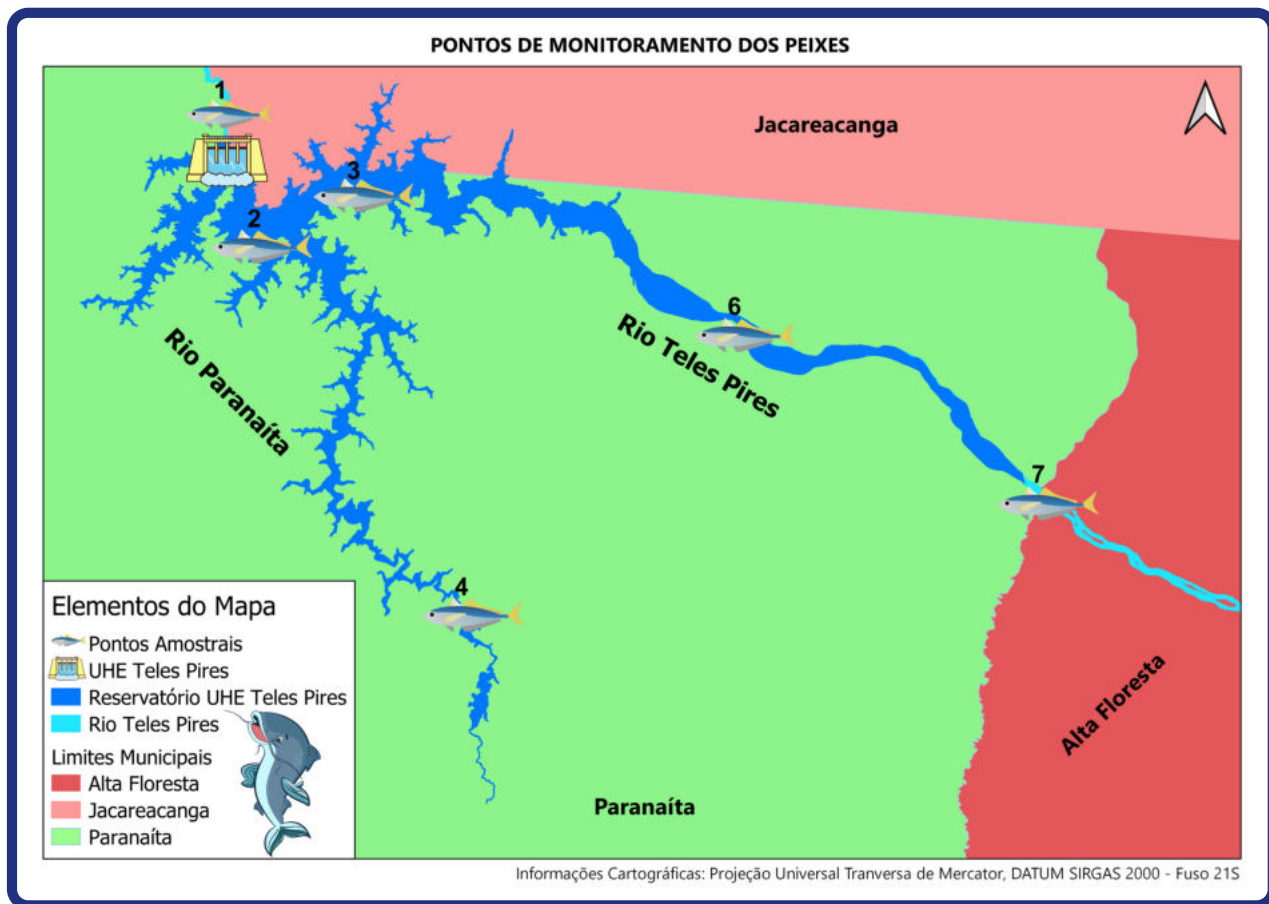 PONTOS DE MONITORAMENTO DOS PEIXES
1
Jacareacanga
3
2
6
Rio Teles Pires
Rio Paranaíta
7
4
Alta Floresta
Paranaíta
Elementos do Mapa
Pontos Amostrais
UHE Teles Pires
Reservatório UHE Teles Pires
Rio Teles Pires
Limites Municipais
Alta Floresta
Jacareacanga
Paranaíta
Informações Cartográficas: Projeção Universal Tranversa de Mercator, DATUM SIRGAS 2000 - Fuso 21S